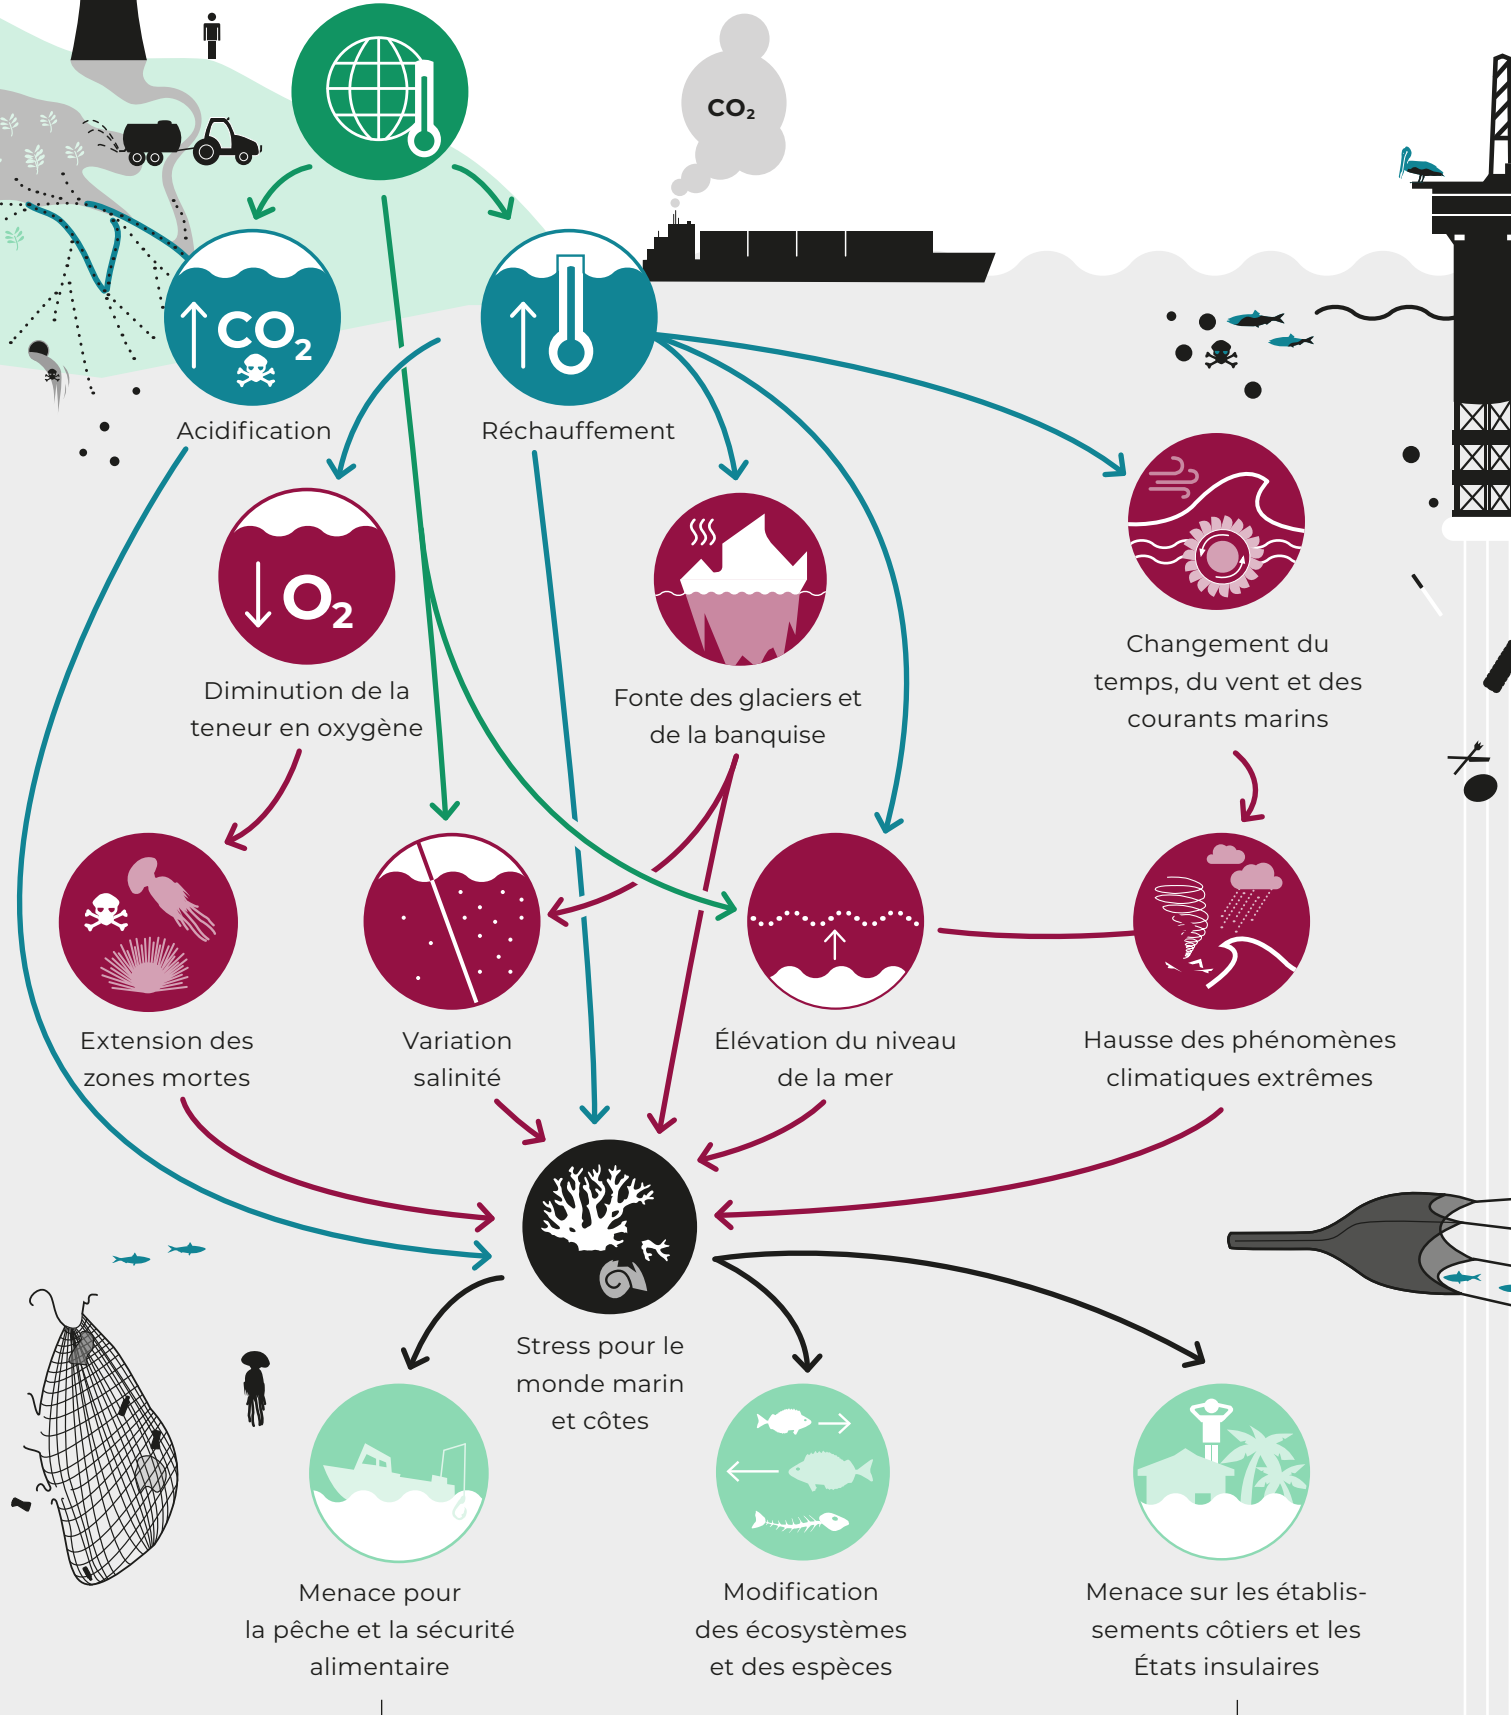 CO₂
CO₂
Acidification
Réchauffement
O₂
Diminution de la
teneur en oxygène
Fonte des glaciers et
de la banquise
Changement du
temps, du vent et des
courants marins
Extension des
zones mortes
Variation
salinité
Élévation du niveau
de la mer
Hausse des phénomènes
climatiques extrêmes
Stress pour le
monde marin
et côtes
Menace pour
la pêche et la sécurité
alimentaire
Modification
des écosystèmes
et des espèces
Menace sur les établis-
sements côtiers et les
États insulaires